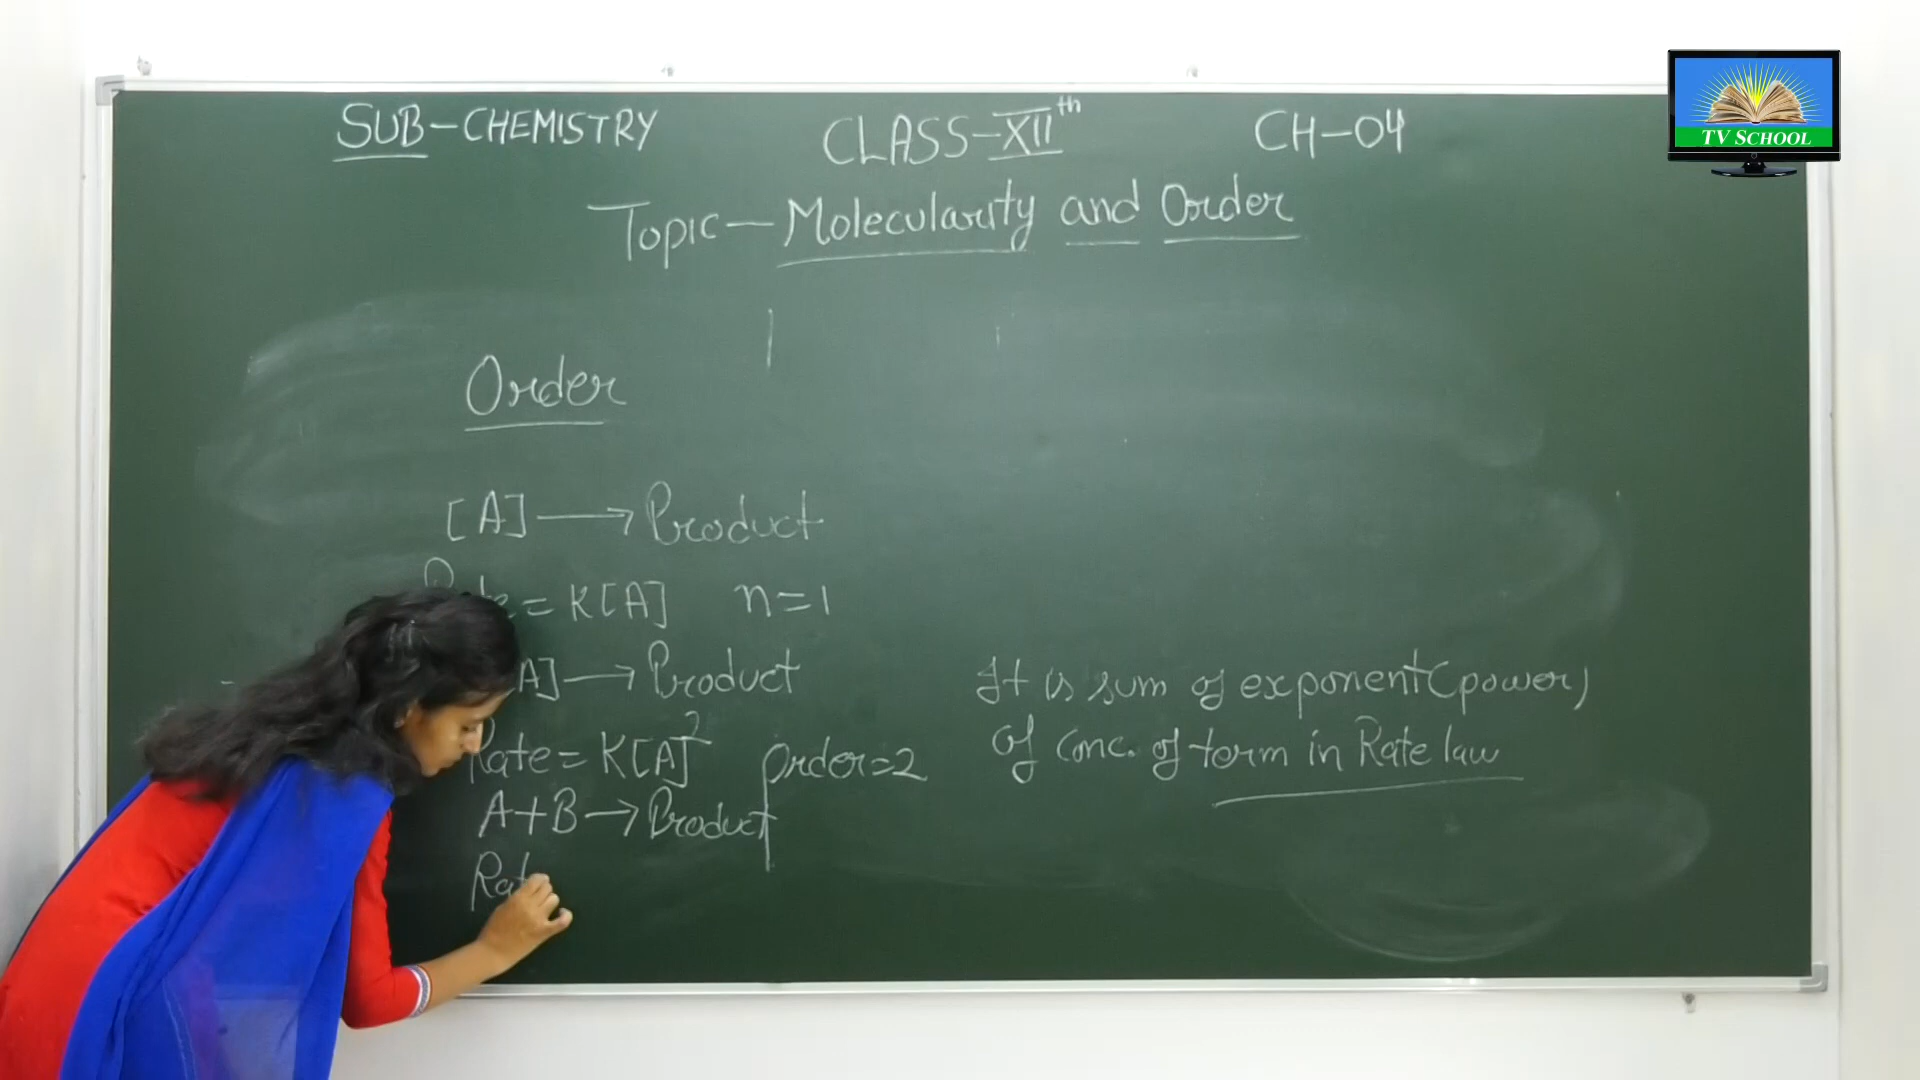 SUB-CHEMISTRY CLASS-XIIth CH-04
TV SCHOOL
TOPIC- Molecularity and Order
Order
[A] → Product
= K[A] n=1
A] → Product
Rate = K[A]² Order=2
A+B → Product
It is sum of exponent (power)
of conc. of term in Rate law